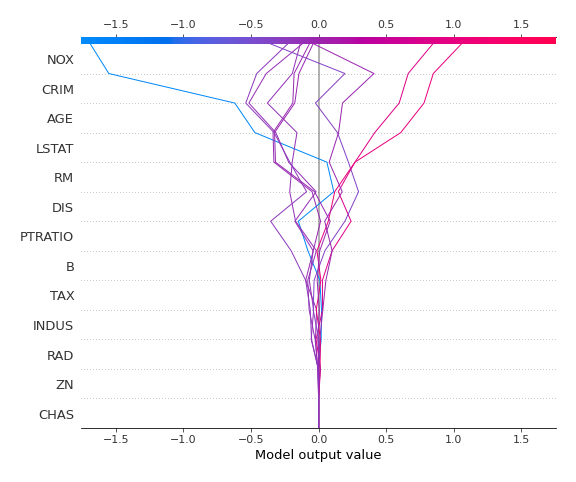 −1.5 −1.0 −0.5 0.0 0.5 1.0 1.5
NOX
CRIM
AGE
LSTAT
RM
DIS
PTRATIO
B
TAX
INDUS
RAD
ZN
CHAS
−1.5 −1.0 −0.5 0.0 0.5 1.0 1.5
Model output value